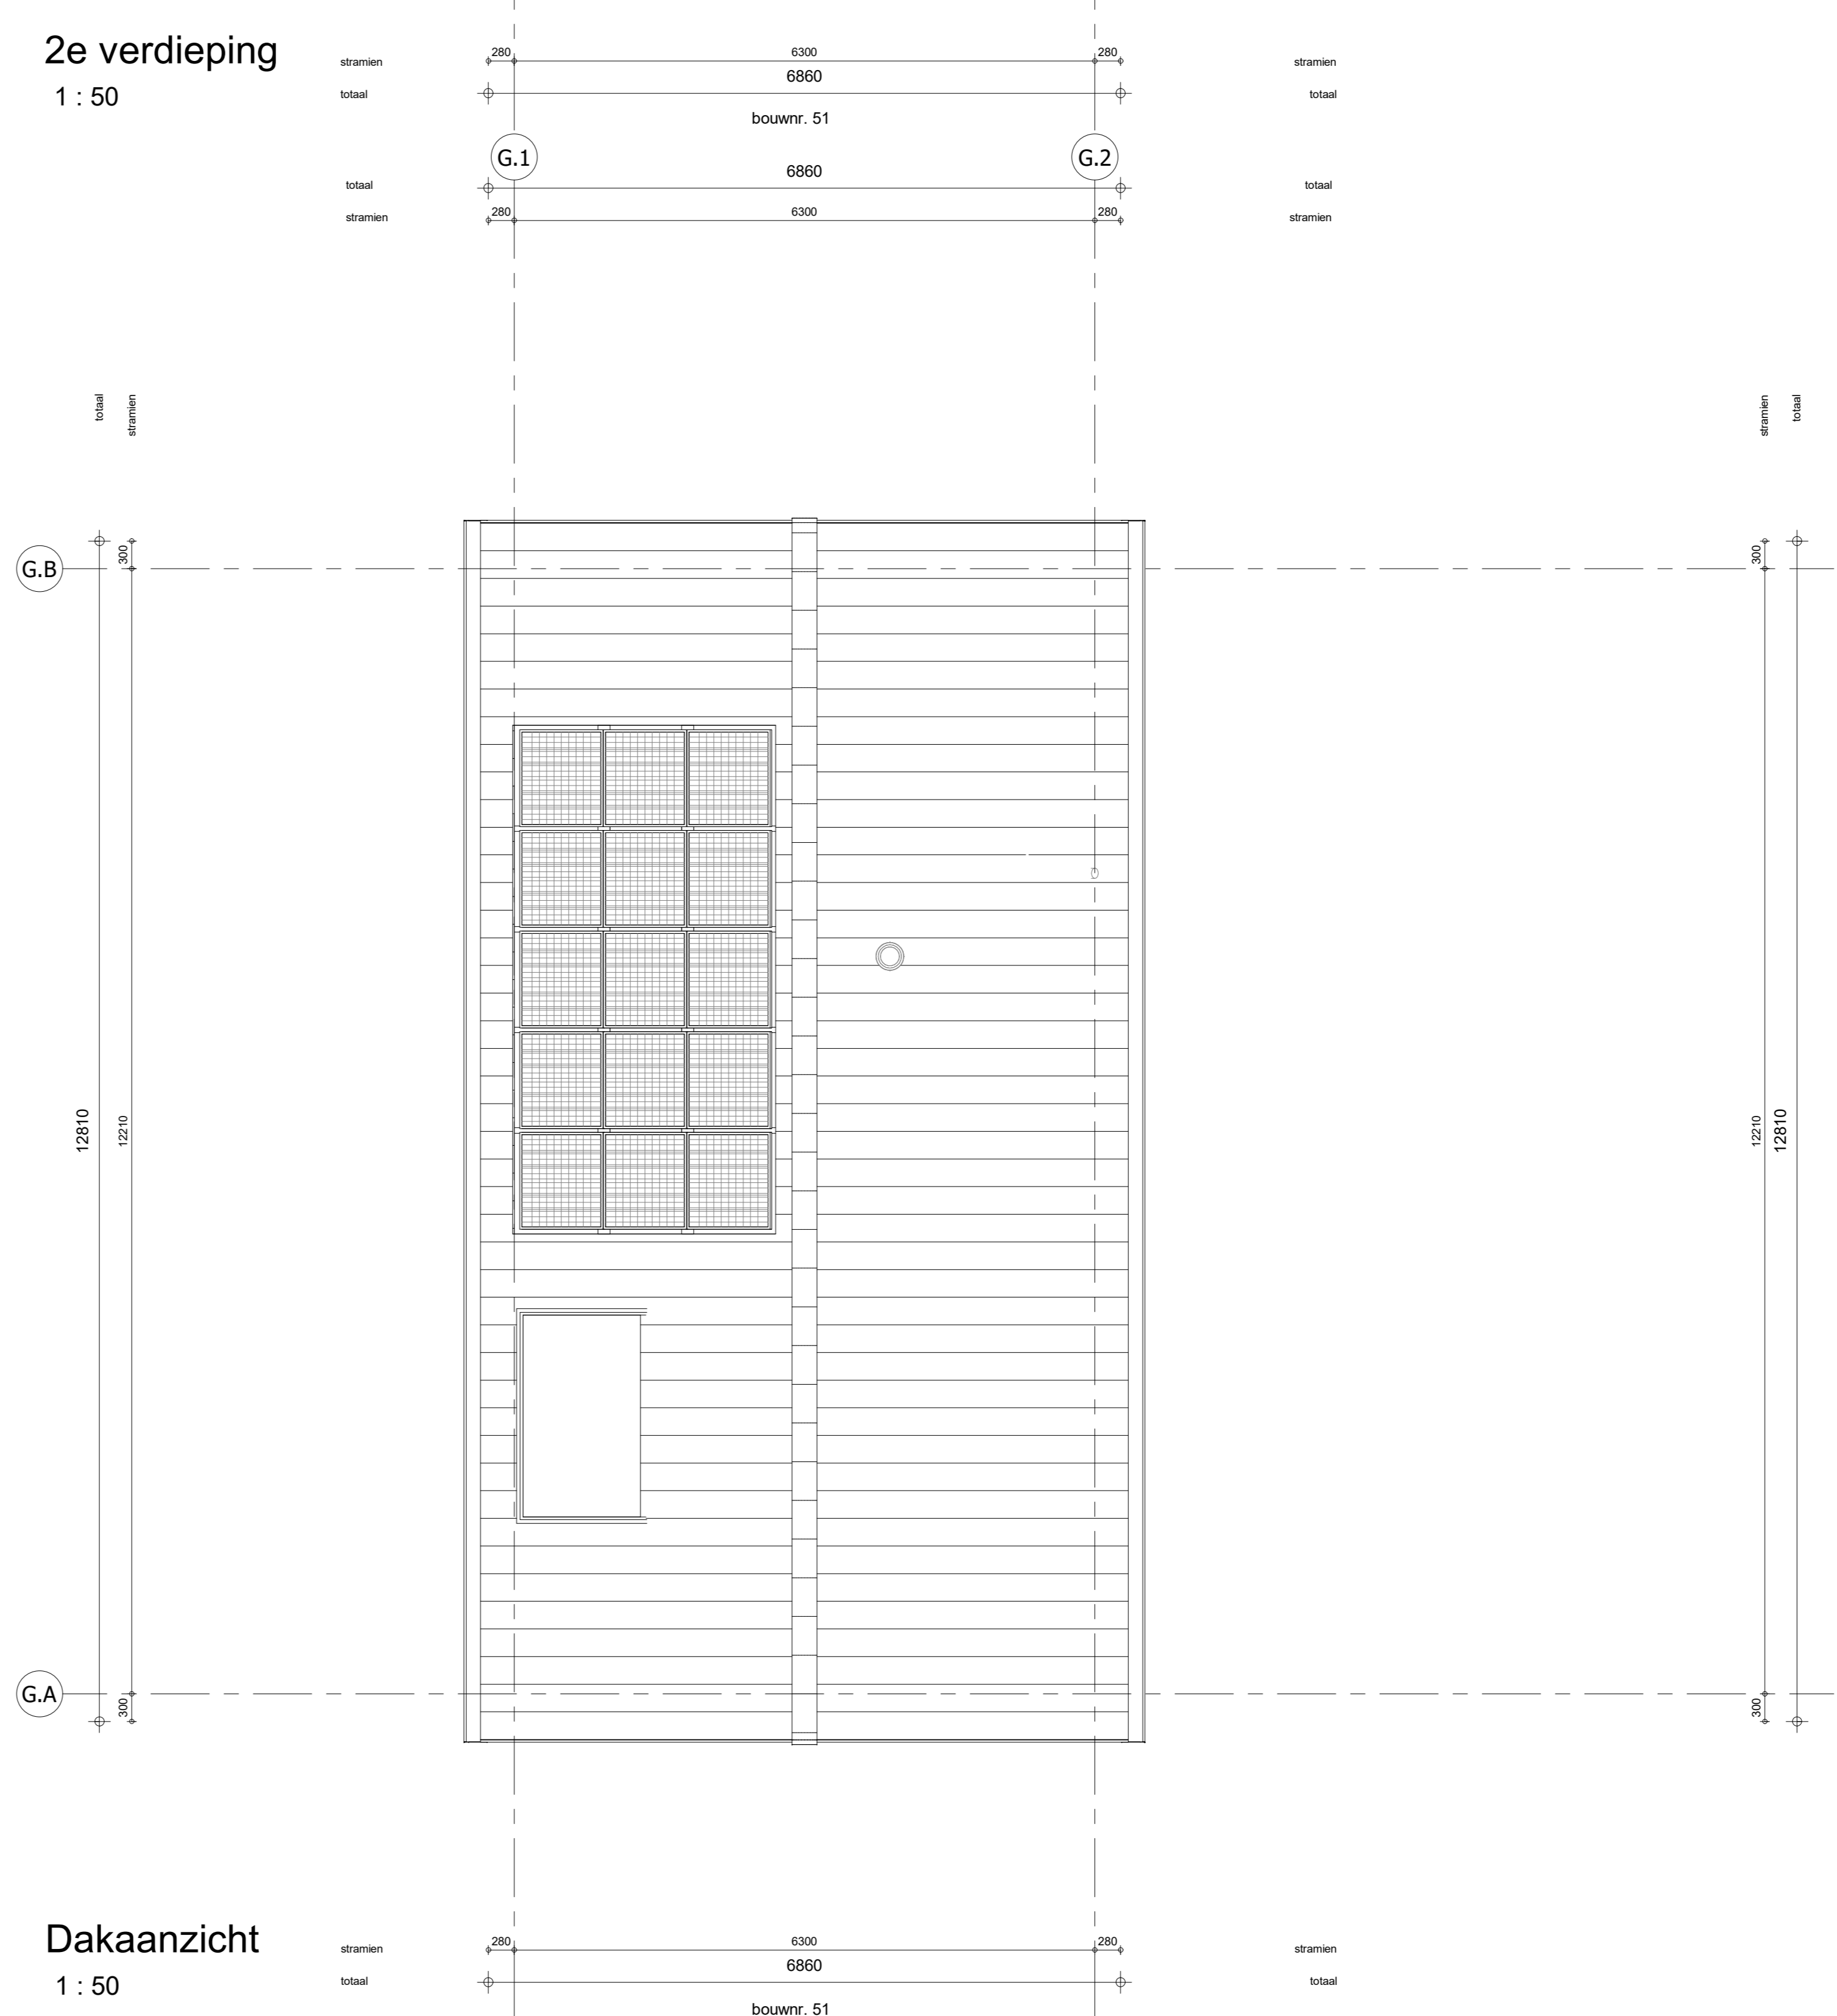 2e verdieping
1 : 50
stramien 280 6300 280 stramien
totaal 6860 totaal
bouwnr. 51
G.1 G.2
totaal 6860 totaal
stramien 280 6300 280 stramien
totaal stramien stramien totaal
G.B 300 300
12810 12210 12210 12810
G.A 300 300
Dakaanzicht
1 : 50
stramien 280 6300 280 stramien
totaal 6860 totaal
bouwnr. 51